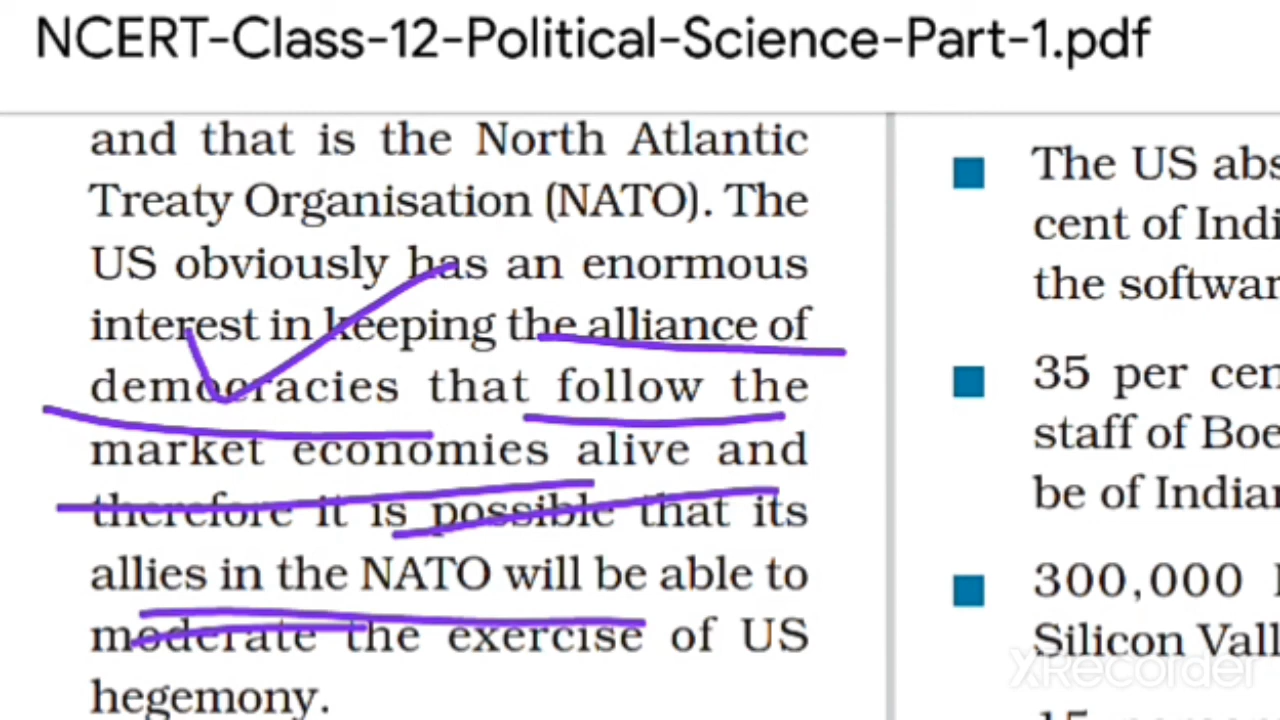 NCERT-Class-12-Political-Science-Part-1.pdf
and that is the North Atlantic
Treaty Organisation (NATO). The
US obviously has an enormous
interest in keeping the alliance of
democracies that follow the
market economies alive and
therefore it is possible that its
allies in the NATO will be able to
moderate the exercise of US
hegemony.
The US abs
cent of Indi
the softwar
35 per cen
staff of Boe
be of Indian
300,000
Silicon Vall
XRecorder